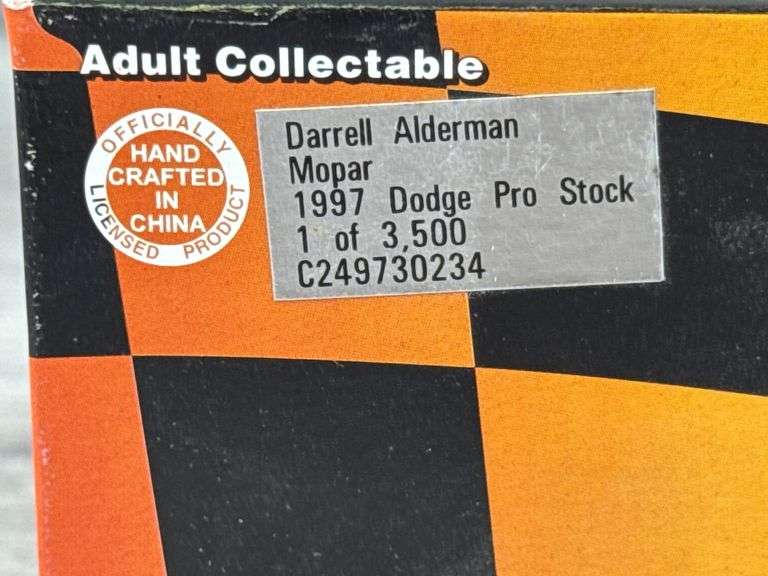 Adult Collectable
OFFICIALLY
HAND
CRAFTED
IN
CHINA
LICENSED PRODUCT
Darrell Alderman
Mopar
1997 Dodge Pro Stock
1 of 3,500
C249730234